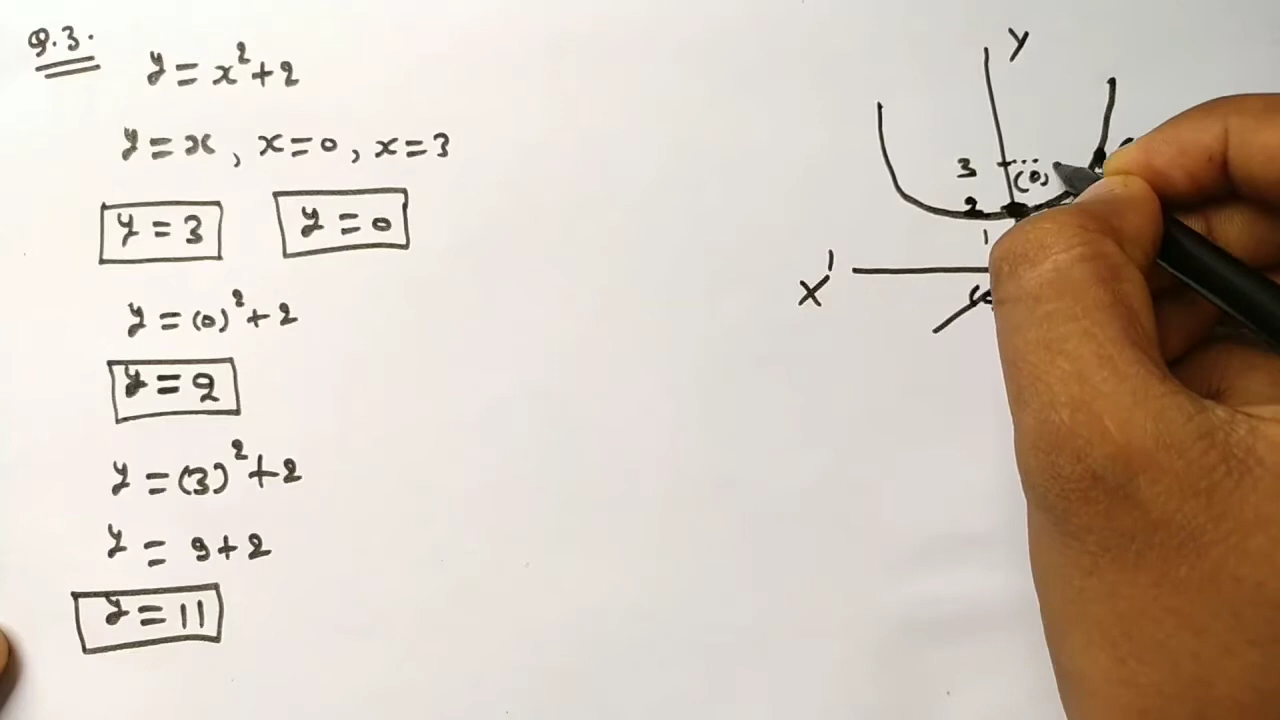 Q.3.
y = x² + 2
y = x, x = 0, x = 3
y = 3 y = 0
y = (0)² + 2
y = 2
y = (3)² + 2
y = 9 + 2
y = 11
Y
3
(0,
2
1
X'